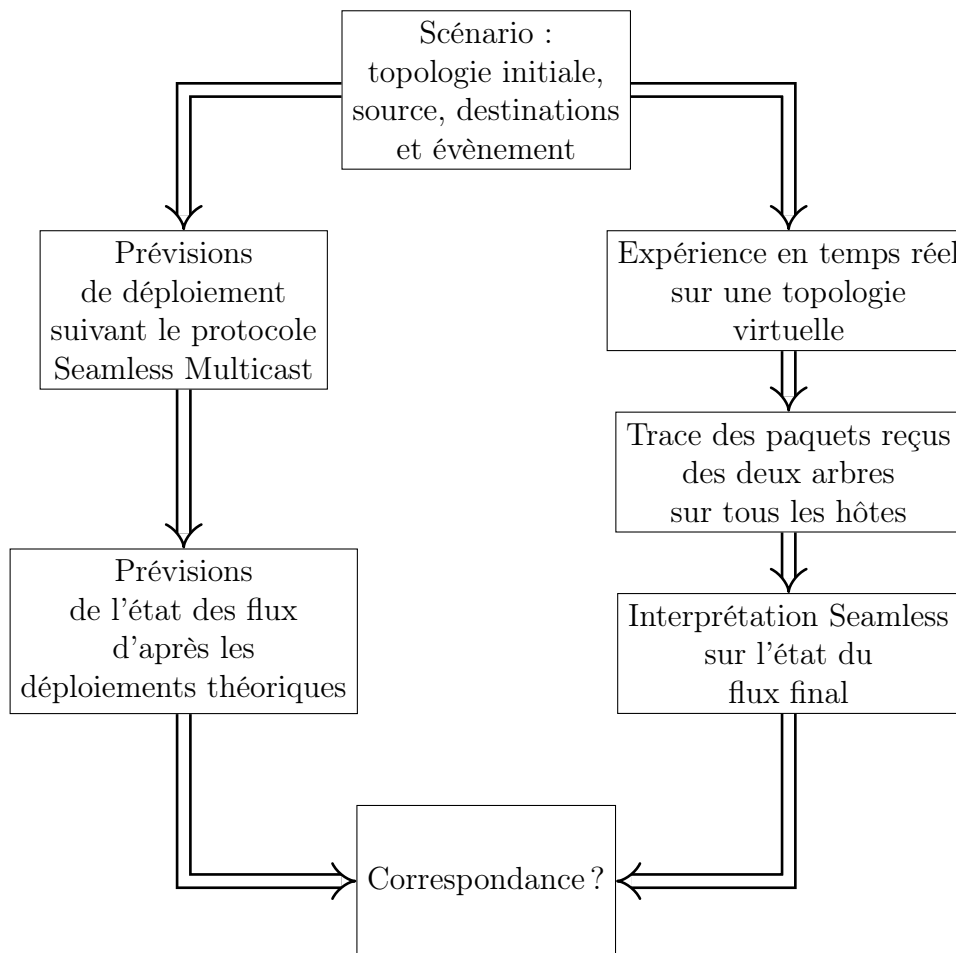 Scénario :
topologie initiale,
source, destinations
et évènement
Prévisions
de déploiement
suivant le protocole
Seamless Multicast
Expérience en temps réel
sur une topologie
virtuelle
Trace des paquets reçus
des deux arbres
sur tous les hôtes
Prévisions
de l'état des flux
d'après les
déploiements théoriques
Interprétation Seamless
sur l'état du
flux final
Correspondance ?